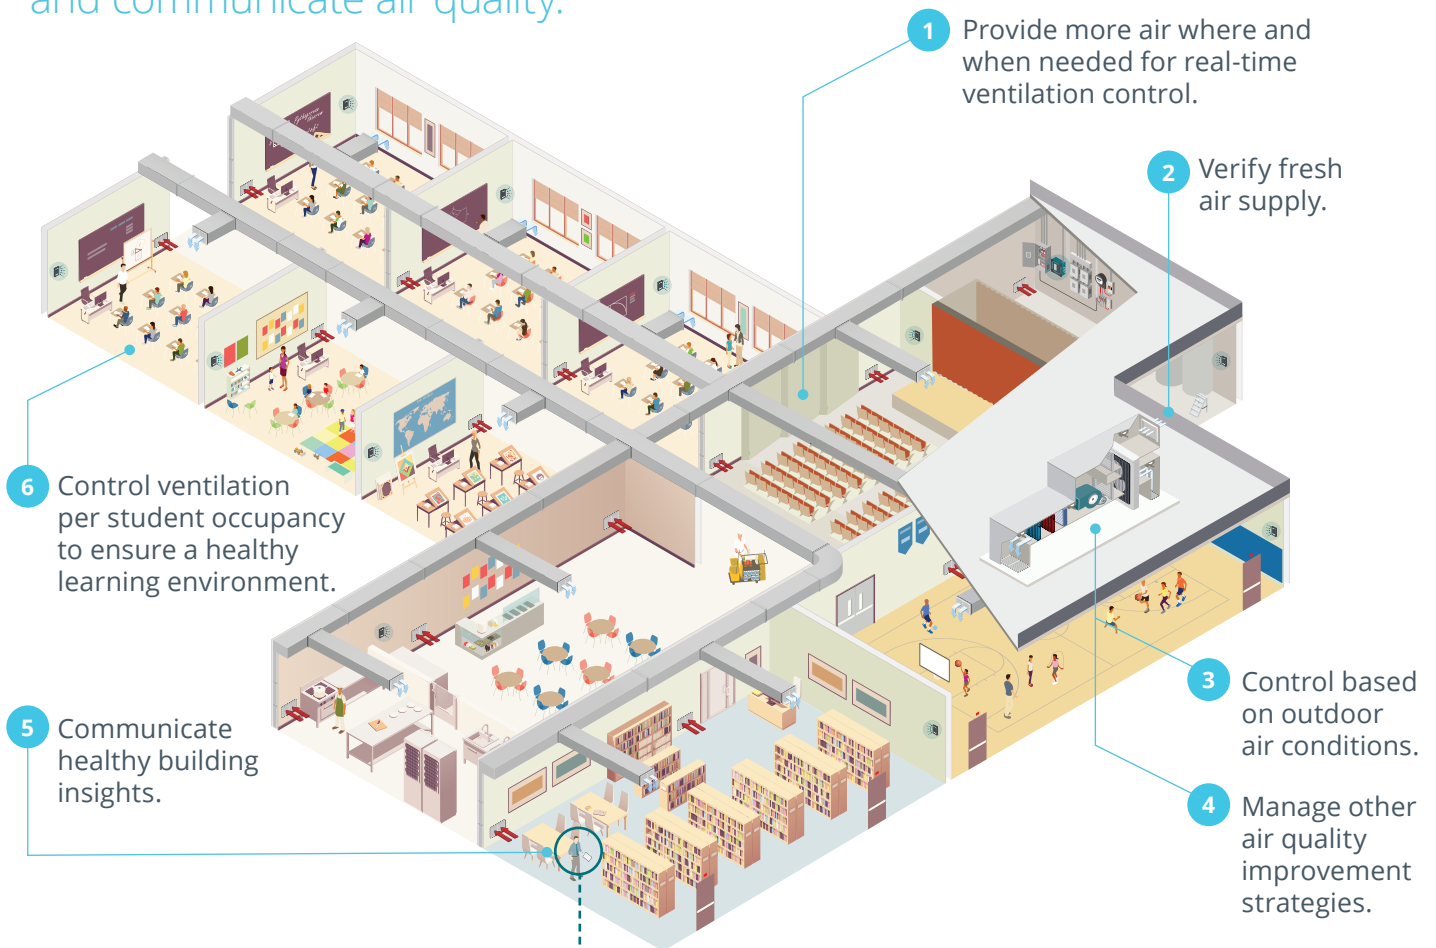 and communicate air quality.
1
Provide more air where and
when needed for real-time
ventilation control.
2
Verify fresh
air supply.
3
Control based
on outdoor
air conditions.
4
Manage other
air quality
improvement
strategies.
5
Communicate
healthy building
insights.
6
Control ventilation
per student occupancy
to ensure a healthy
learning environment.